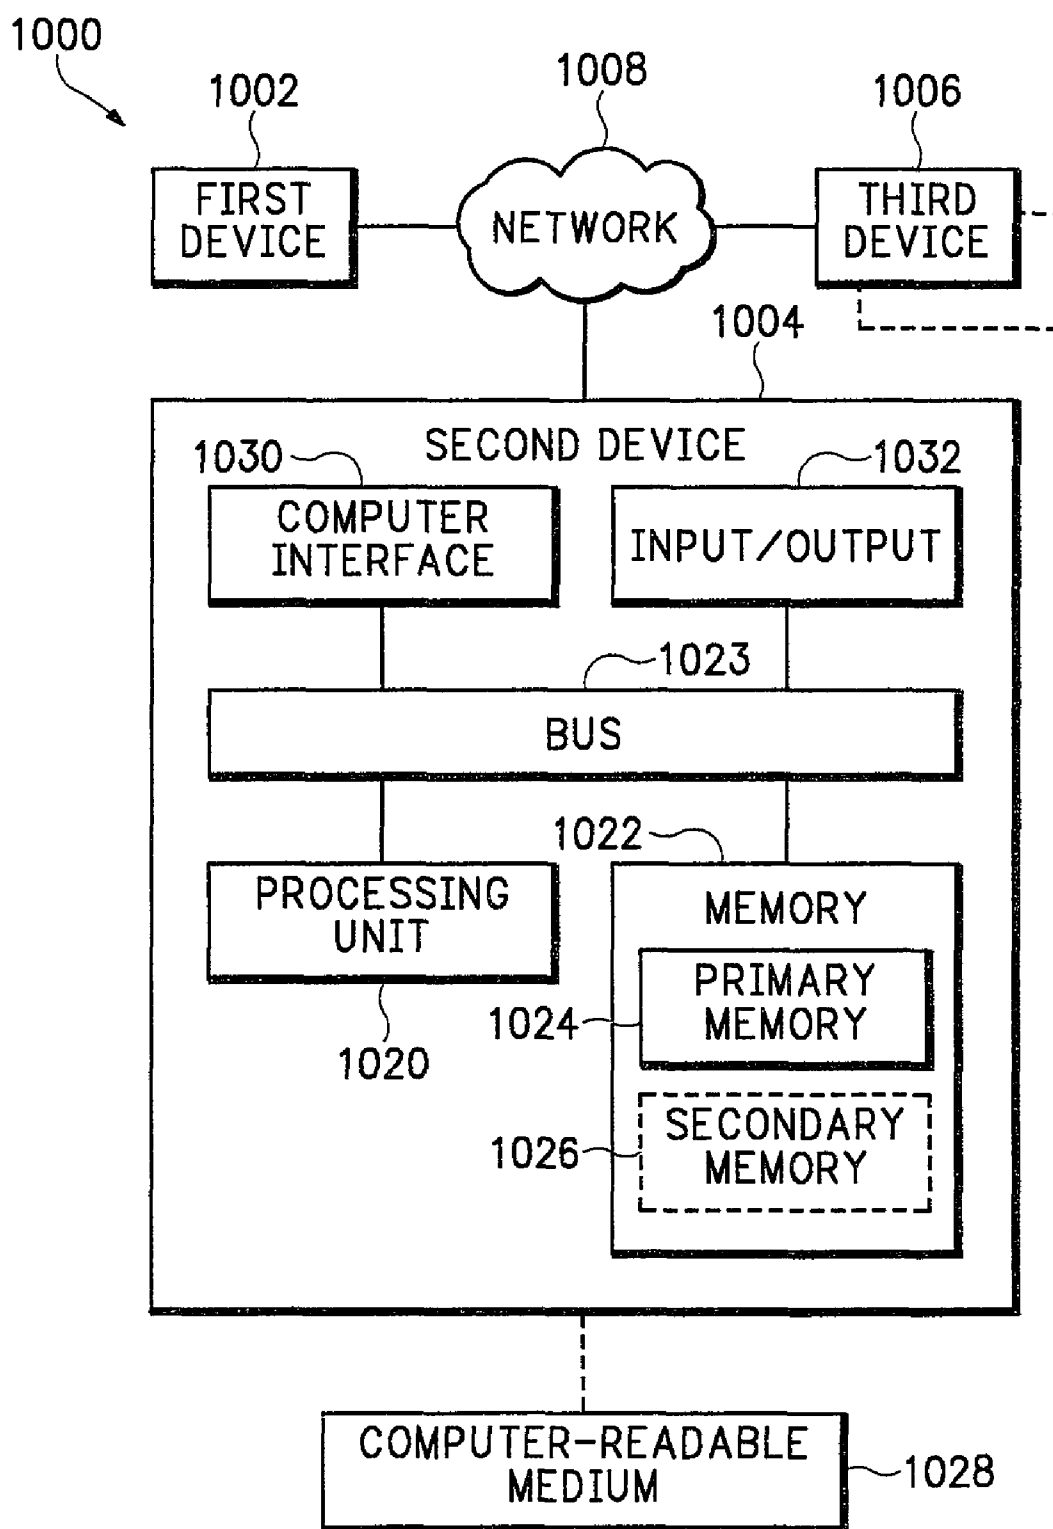 1000
1002
1008
1006
FIRST
DEVICE
NETWORK
THIRD
DEVICE
1004
SECOND DEVICE
1030
1032
COMPUTER
INTERFACE
INPUT/OUTPUT
1023
BUS
1022
PROCESSING
UNIT
MEMORY
1020
PRIMARY
MEMORY
1024
SECONDARY
MEMORY
1026
COMPUTER-READABLE
MEDIUM
1028